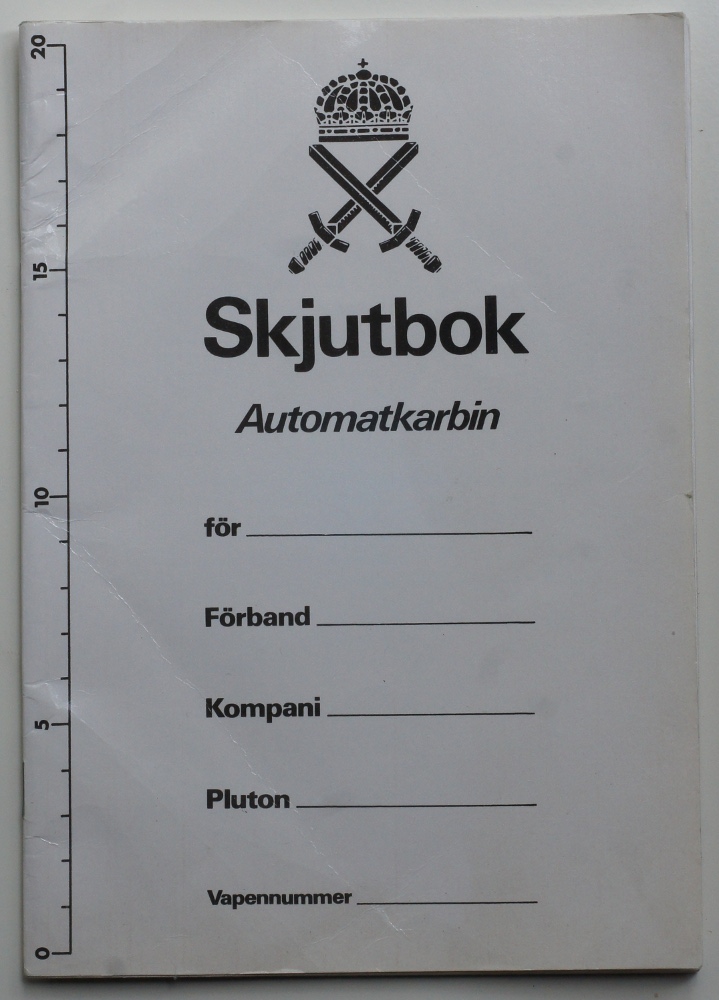 20
15
10
5
0
Skjutbok
Automatkarbin
för
Förband
Kompani
Pluton
Vapennummer